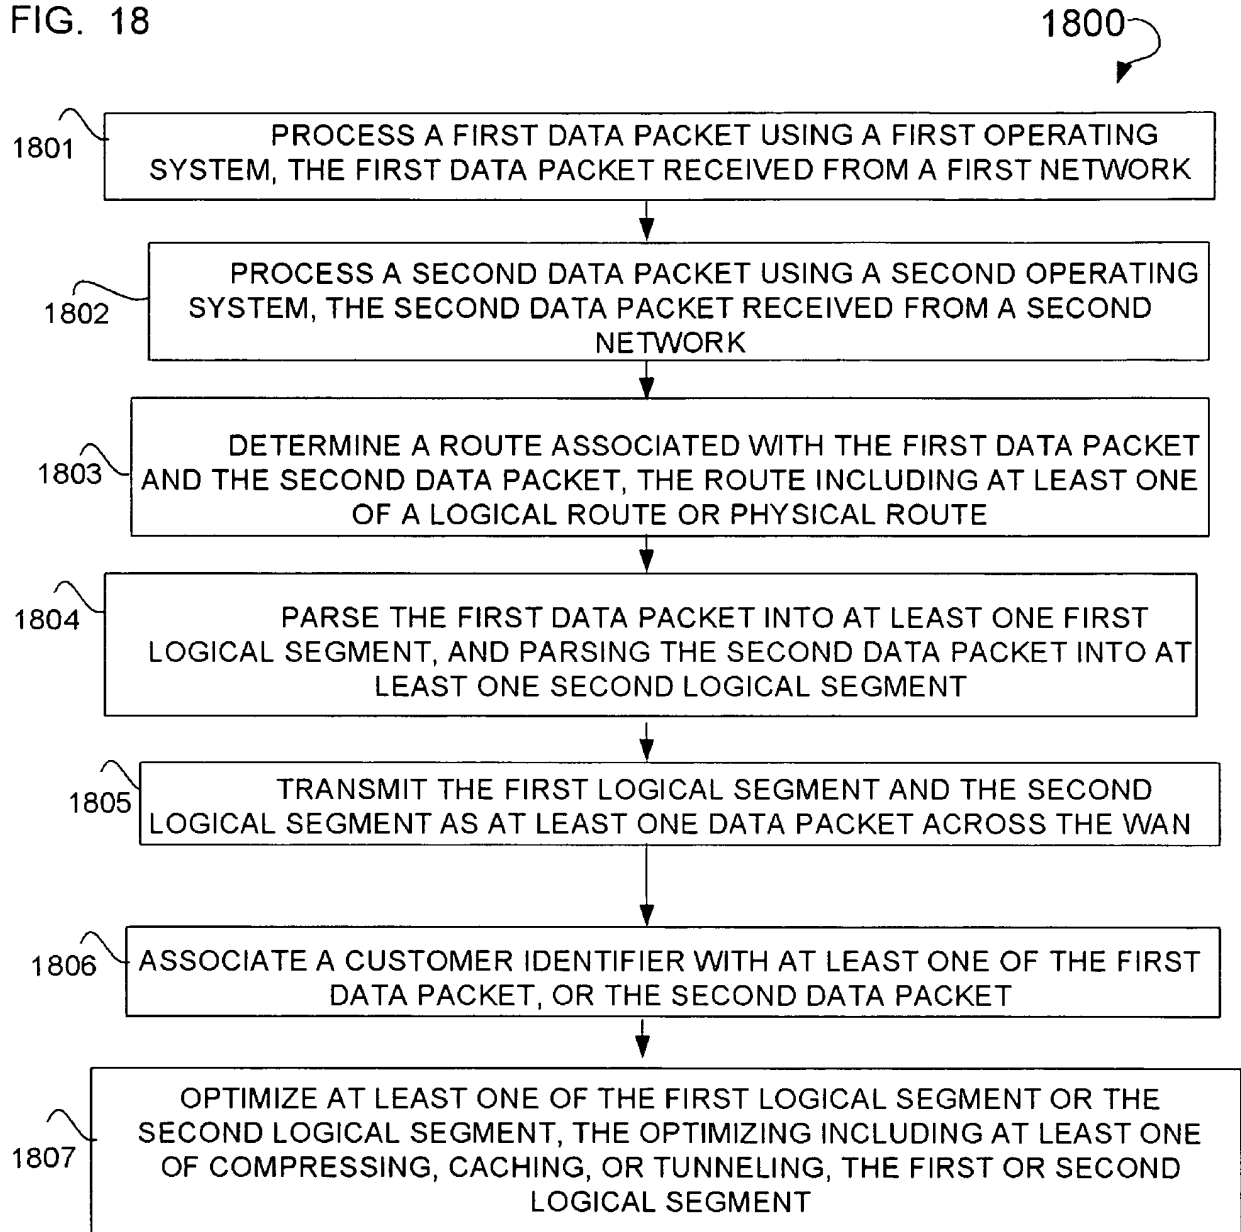 FIG. 18
1800
1801
PROCESS A FIRST DATA PACKET USING A FIRST OPERATING
SYSTEM, THE FIRST DATA PACKET RECEIVED FROM A FIRST NETWORK
1802
PROCESS A SECOND DATA PACKET USING A SECOND OPERATING
SYSTEM, THE SECOND DATA PACKET RECEIVED FROM A SECOND
NETWORK
1803
DETERMINE A ROUTE ASSOCIATED WITH THE FIRST DATA PACKET
AND THE SECOND DATA PACKET, THE ROUTE INCLUDING AT LEAST ONE
OF A LOGICAL ROUTE OR PHYSICAL ROUTE
1804
PARSE THE FIRST DATA PACKET INTO AT LEAST ONE FIRST
LOGICAL SEGMENT, AND PARSING THE SECOND DATA PACKET INTO AT
LEAST ONE SECOND LOGICAL SEGMENT
1805
TRANSMIT THE FIRST LOGICAL SEGMENT AND THE SECOND
LOGICAL SEGMENT AS AT LEAST ONE DATA PACKET ACROSS THE WAN
1806
ASSOCIATE A CUSTOMER IDENTIFIER WITH AT LEAST ONE OF THE FIRST
DATA PACKET, OR THE SECOND DATA PACKET
1807
OPTIMIZE AT LEAST ONE OF THE FIRST LOGICAL SEGMENT OR THE
SECOND LOGICAL SEGMENT, THE OPTIMIZING INCLUDING AT LEAST ONE
OF COMPRESSING, CACHING, OR TUNNELING, THE FIRST OR SECOND
LOGICAL SEGMENT